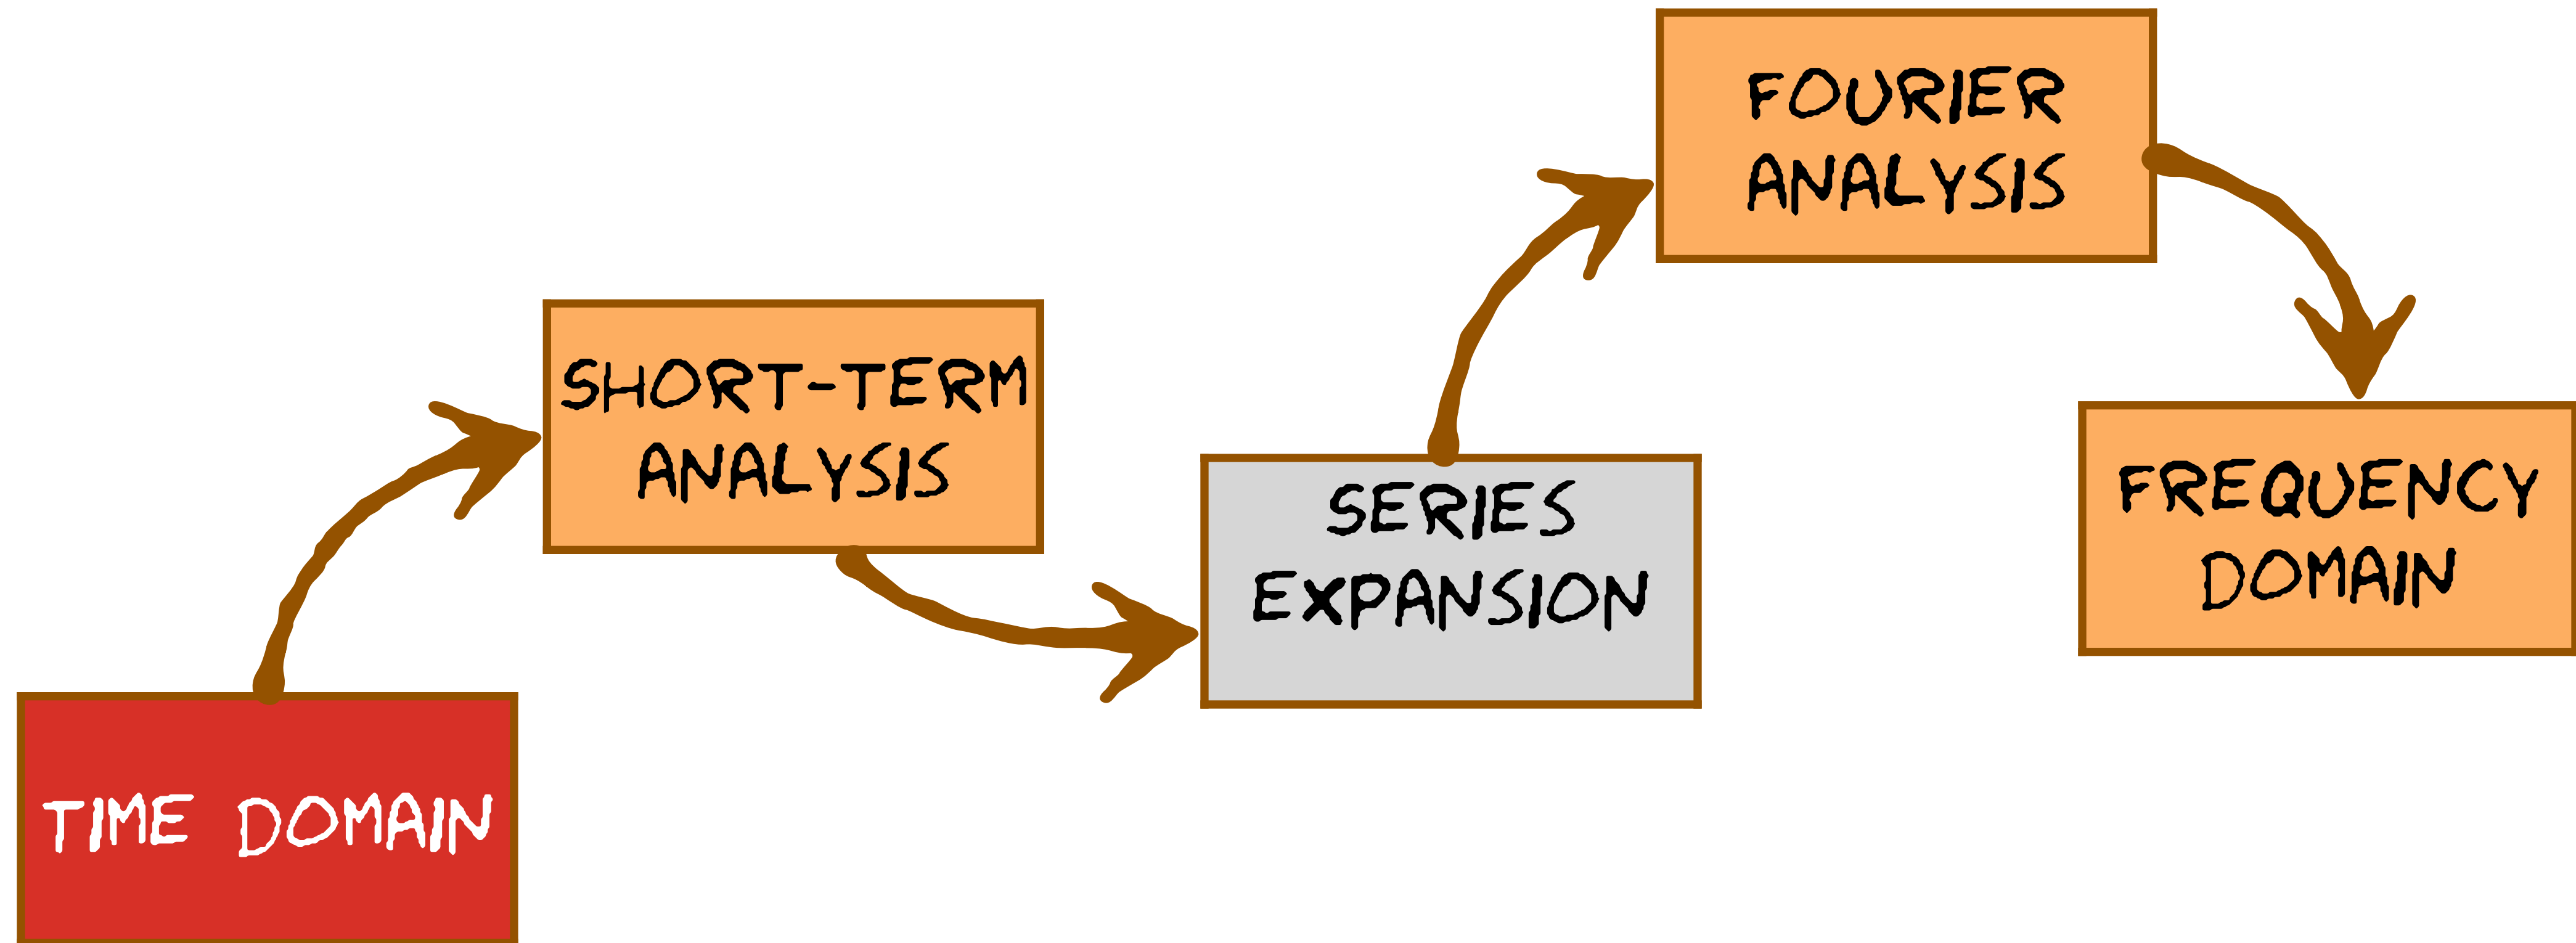 TIME DOMAIN
SHORT-TERM
ANALYSIS
SERIES
EXPANSION
FOURIER
ANALYSIS
FREQUENCY
DOMAIN